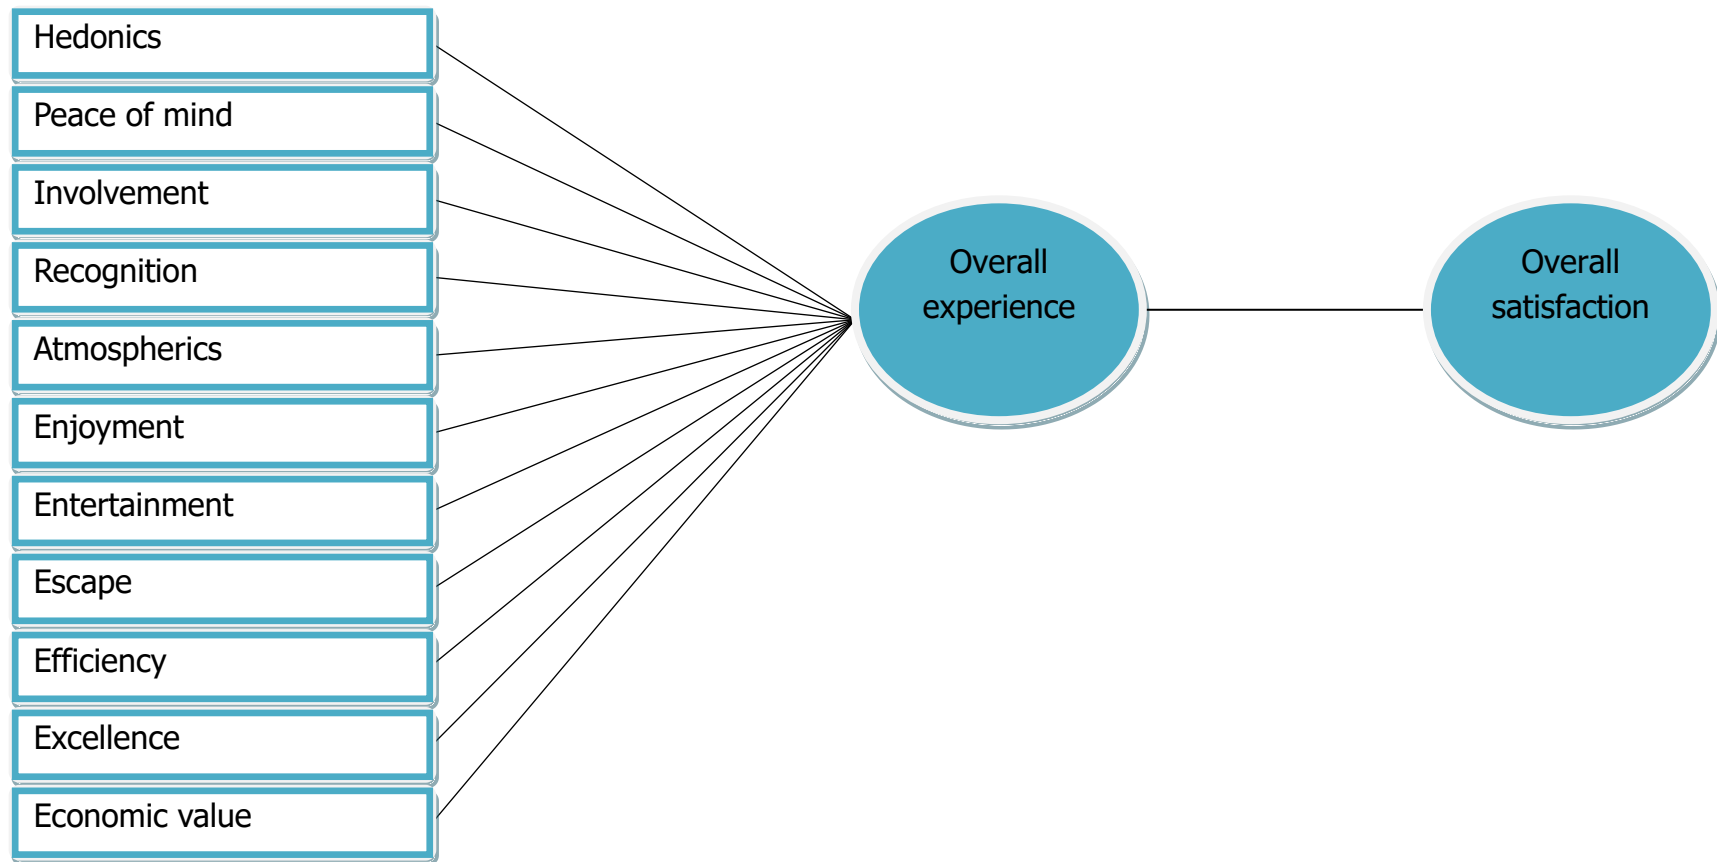 Hedonics
Peace of mind
Involvement
Recognition
Atmospherics
Enjoyment
Entertainment
Escape
Efficiency
Excellence
Economic value
Overall
experience
Overall
satisfaction